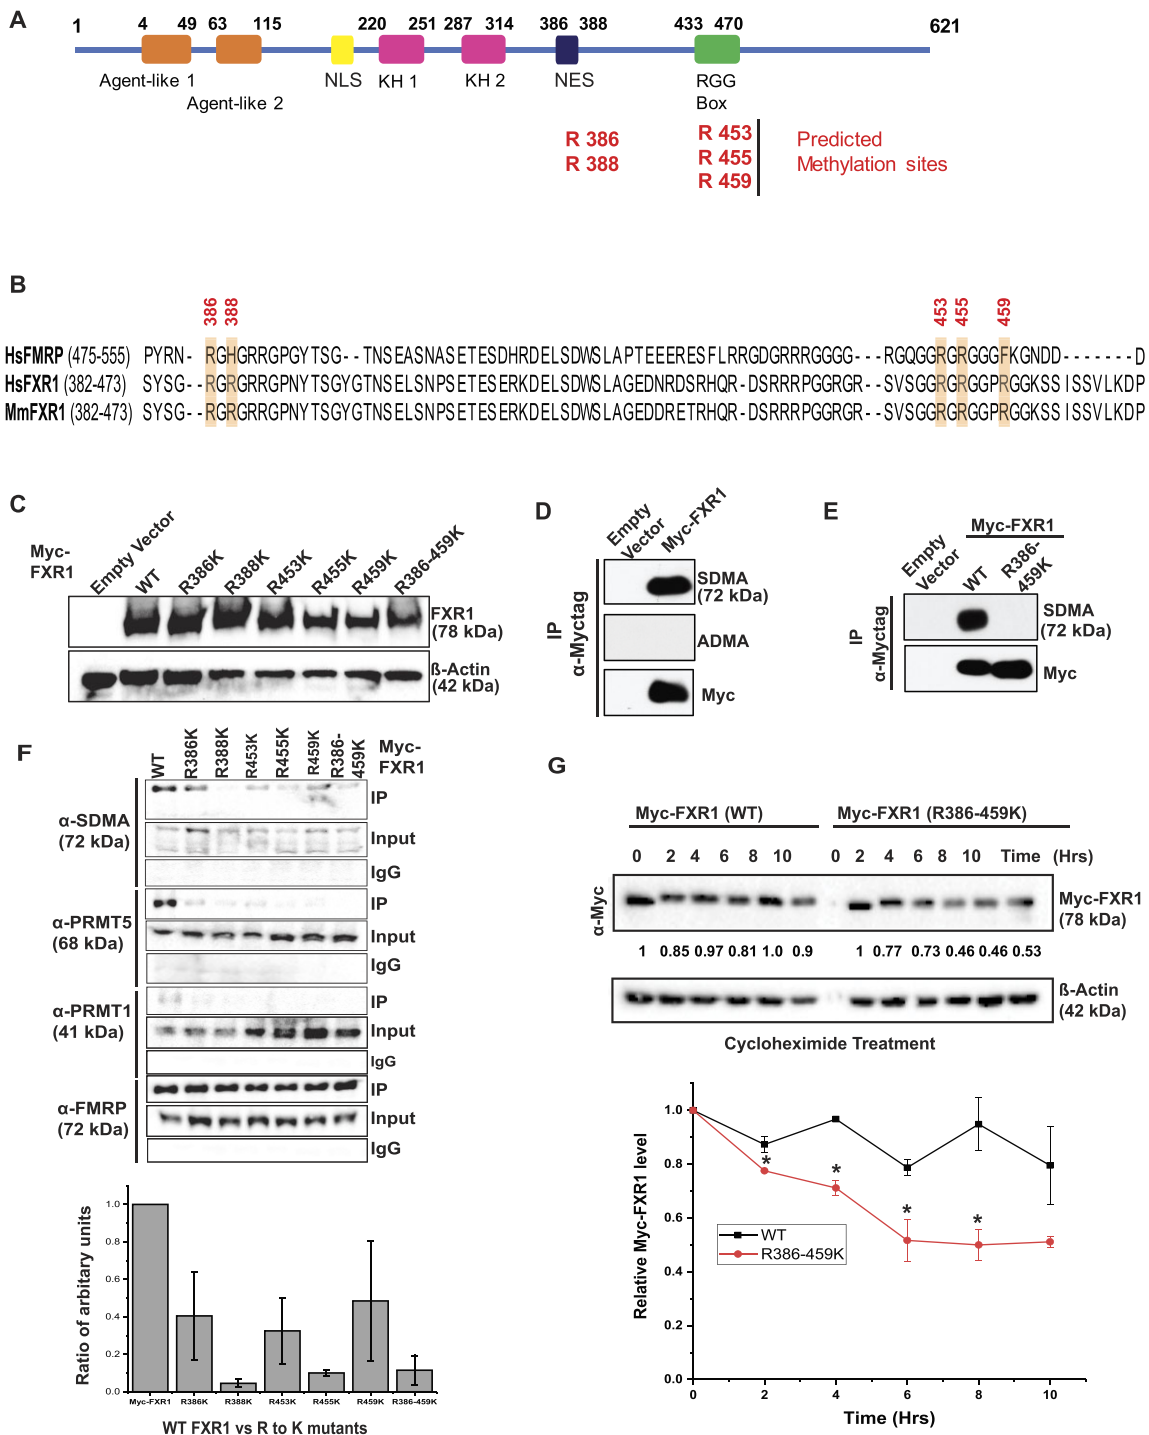 A
1 4 49 63 115 220 251 287 314 386 388 433 470 621
Agent-like 1 NLS KH 1 KH 2 NES RGG
Agent-like 2 Box
R 386 R 453 Predicted
R 388 R 455 Methylation sites
R 459
B
386 388 453 455 459
HsFMRP (475-555) PYRN- RGHGRRGPGYTSG--TNSEASNASETESDHRDELSDWSLAPTEEERESFLRRGDGRRRGGGG---RGQGGRGRGGGFKGNDD-------D
HsFXR1 (382-473) SYSG--RGRGRRGPNYTSGYGTNSELSNPSETESERKDELSDWSLAGEDNRDSRHQR-DSRRRPGGRGR--SVSGGRGRGGPRGGKSSISSVLKDP
MmFXR1 (382-473) SYSG--RGRGRRGPNYTSGYGTNSELSNPSETESERKDELSDWSLAGEDDRETRHQR-DSRRRPGGRGR--SVSGGRGRGGPRGGKSSISSVLKDP
C
Myc-
FXR1
Empty Vector WT R386K R388K R453K R455K R459K R386-459K
FXR1
(78 kDa)
ß-Actin
(42 kDa)
D
Empty
Vector
Myc-FXR1
IP
α-Myctag
SDMA
(72 kDa)
ADMA
Myc
E
Myc-FXR1
Empty
Vector
WT
R386-
459K
IP
α-Myctag
SDMA
(72 kDa)
Myc
F
WT R386K R388K R453K R455K R459K R386-
459K
Myc-
FXR1
α-SDMA
(72 kDa)
IP
Input
IgG
α-PRMT5
(68 kDa)
IP
Input
IgG
α-PRMT1
(41 kDa)
IP
Input
IgG
α-FMRP
(72 kDa)
IP
Input
IgG
Ratio of arbitary units
1.0
0.8
0.6
0.4
0.2
0.0
Myc-FXR1 R386K R388K R453K R455K R459K R386-459K
WT FXR1 vs R to K mutants
G
Myc-FXR1 (WT) Myc-FXR1 (R386-459K)
0 2 4 6 8 10 0 2 4 6 8 10 Time (Hrs)
α-Myc
Myc-FXR1
(78 kDa)
1 0.85 0.97 0.81 1.0 0.9 1 0.77 0.73 0.46 0.46 0.53
ß-Actin
(42 kDa)
Cycloheximide Treatment
Relative Myc-FXR1 level
1.0
0.8
0.6
0.4
0.2
0.0
* * * *
WT
R386-459K
0 2 4 6 8 10
Time (Hrs)